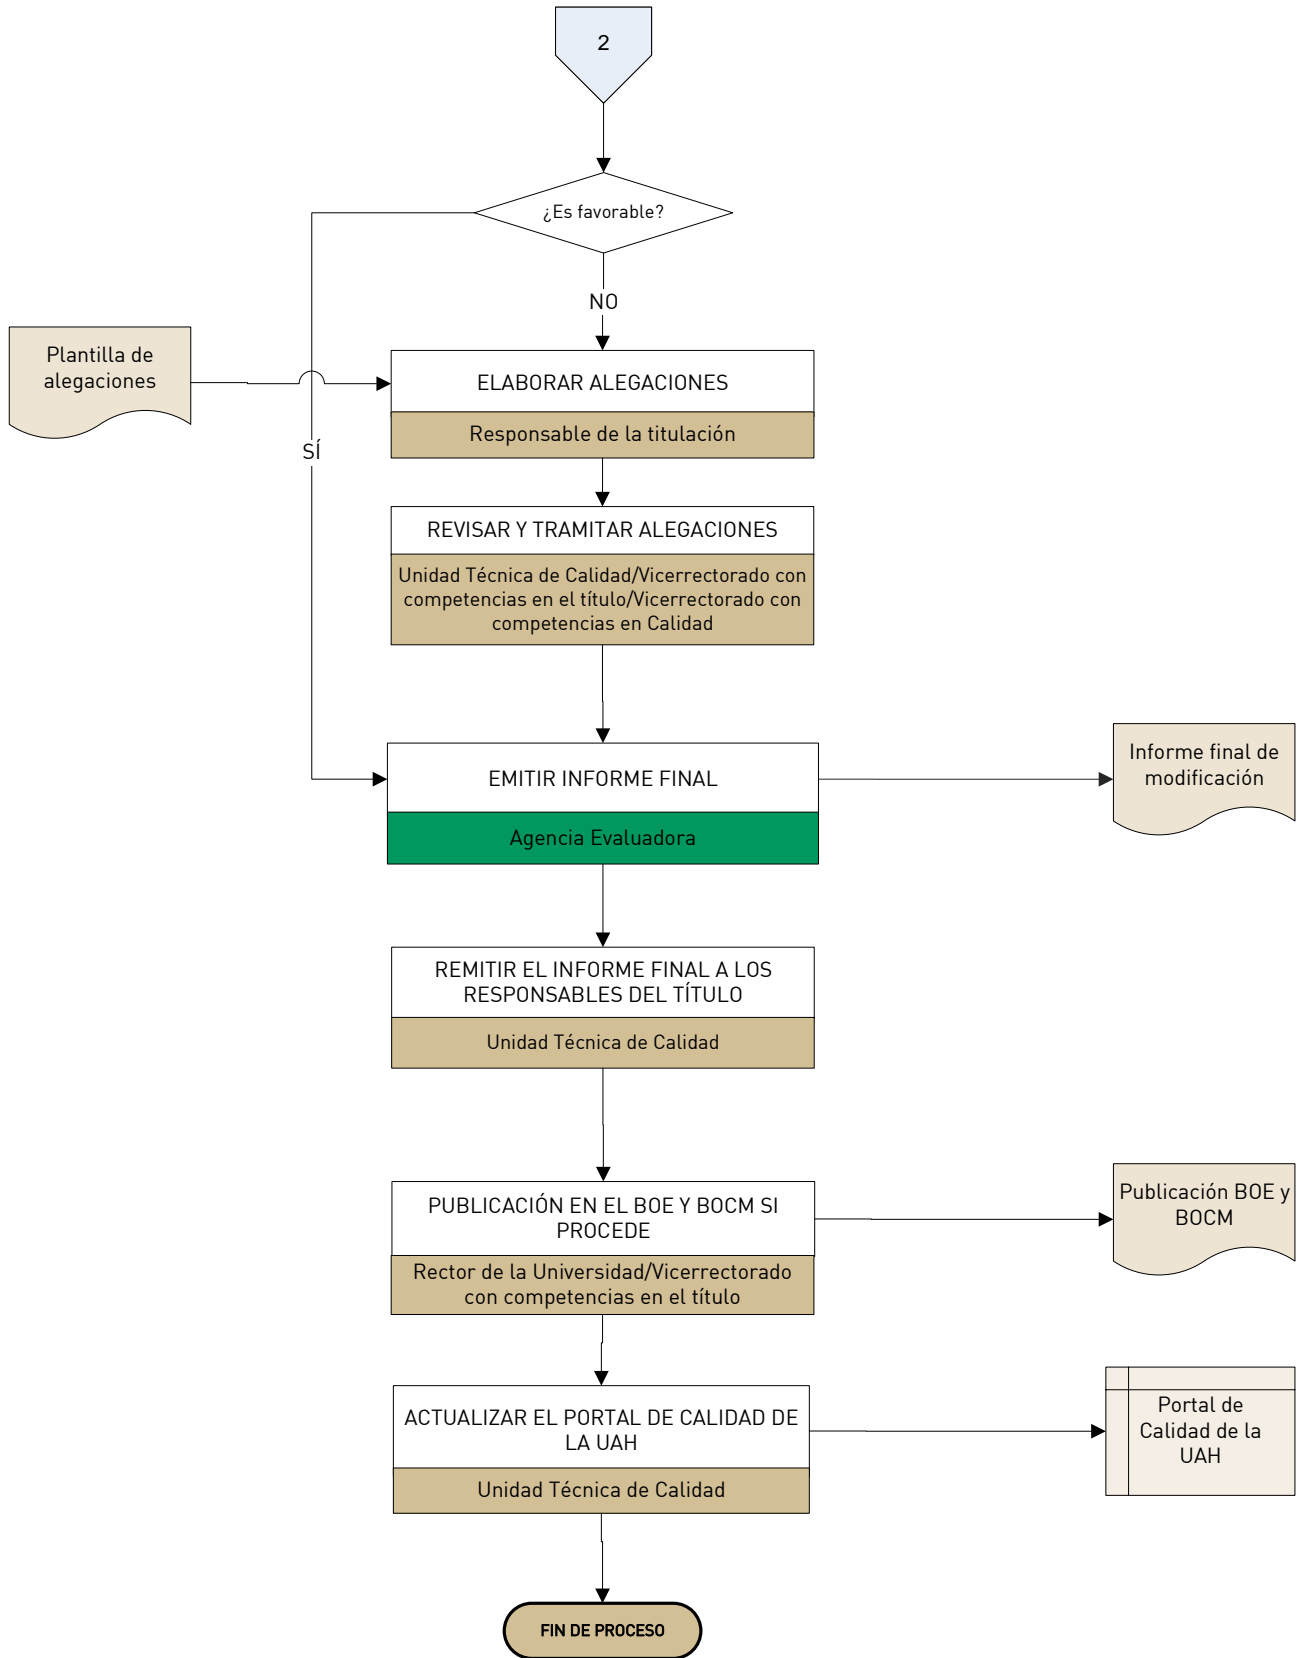 2
¿Es favorable?
NO
Plantilla de
alegaciones
ELABORAR ALEGACIONES
Responsable de la titulación
SÍ
REVISAR Y TRAMITAR ALEGACIONES
Unidad Técnica de Calidad/Vicerrectorado con
competencias en el título/Vicerrectorado con
competencias en Calidad
EMITIR INFORME FINAL
Agencia Evaluadora
Informe final de
modificación
REMITIR EL INFORME FINAL A LOS
RESPONSABLES DEL TÍTULO
Unidad Técnica de Calidad
PUBLICACIÓN EN EL BOE Y BOCM SI
PROCEDE
Rector de la Universidad/Vicerrectorado
con competencias en el título
Publicación BOE y
BOCM
ACTUALIZAR EL PORTAL DE CALIDAD DE
LA UAH
Unidad Técnica de Calidad
Portal de
Calidad de la
UAH
FIN DE PROCESO